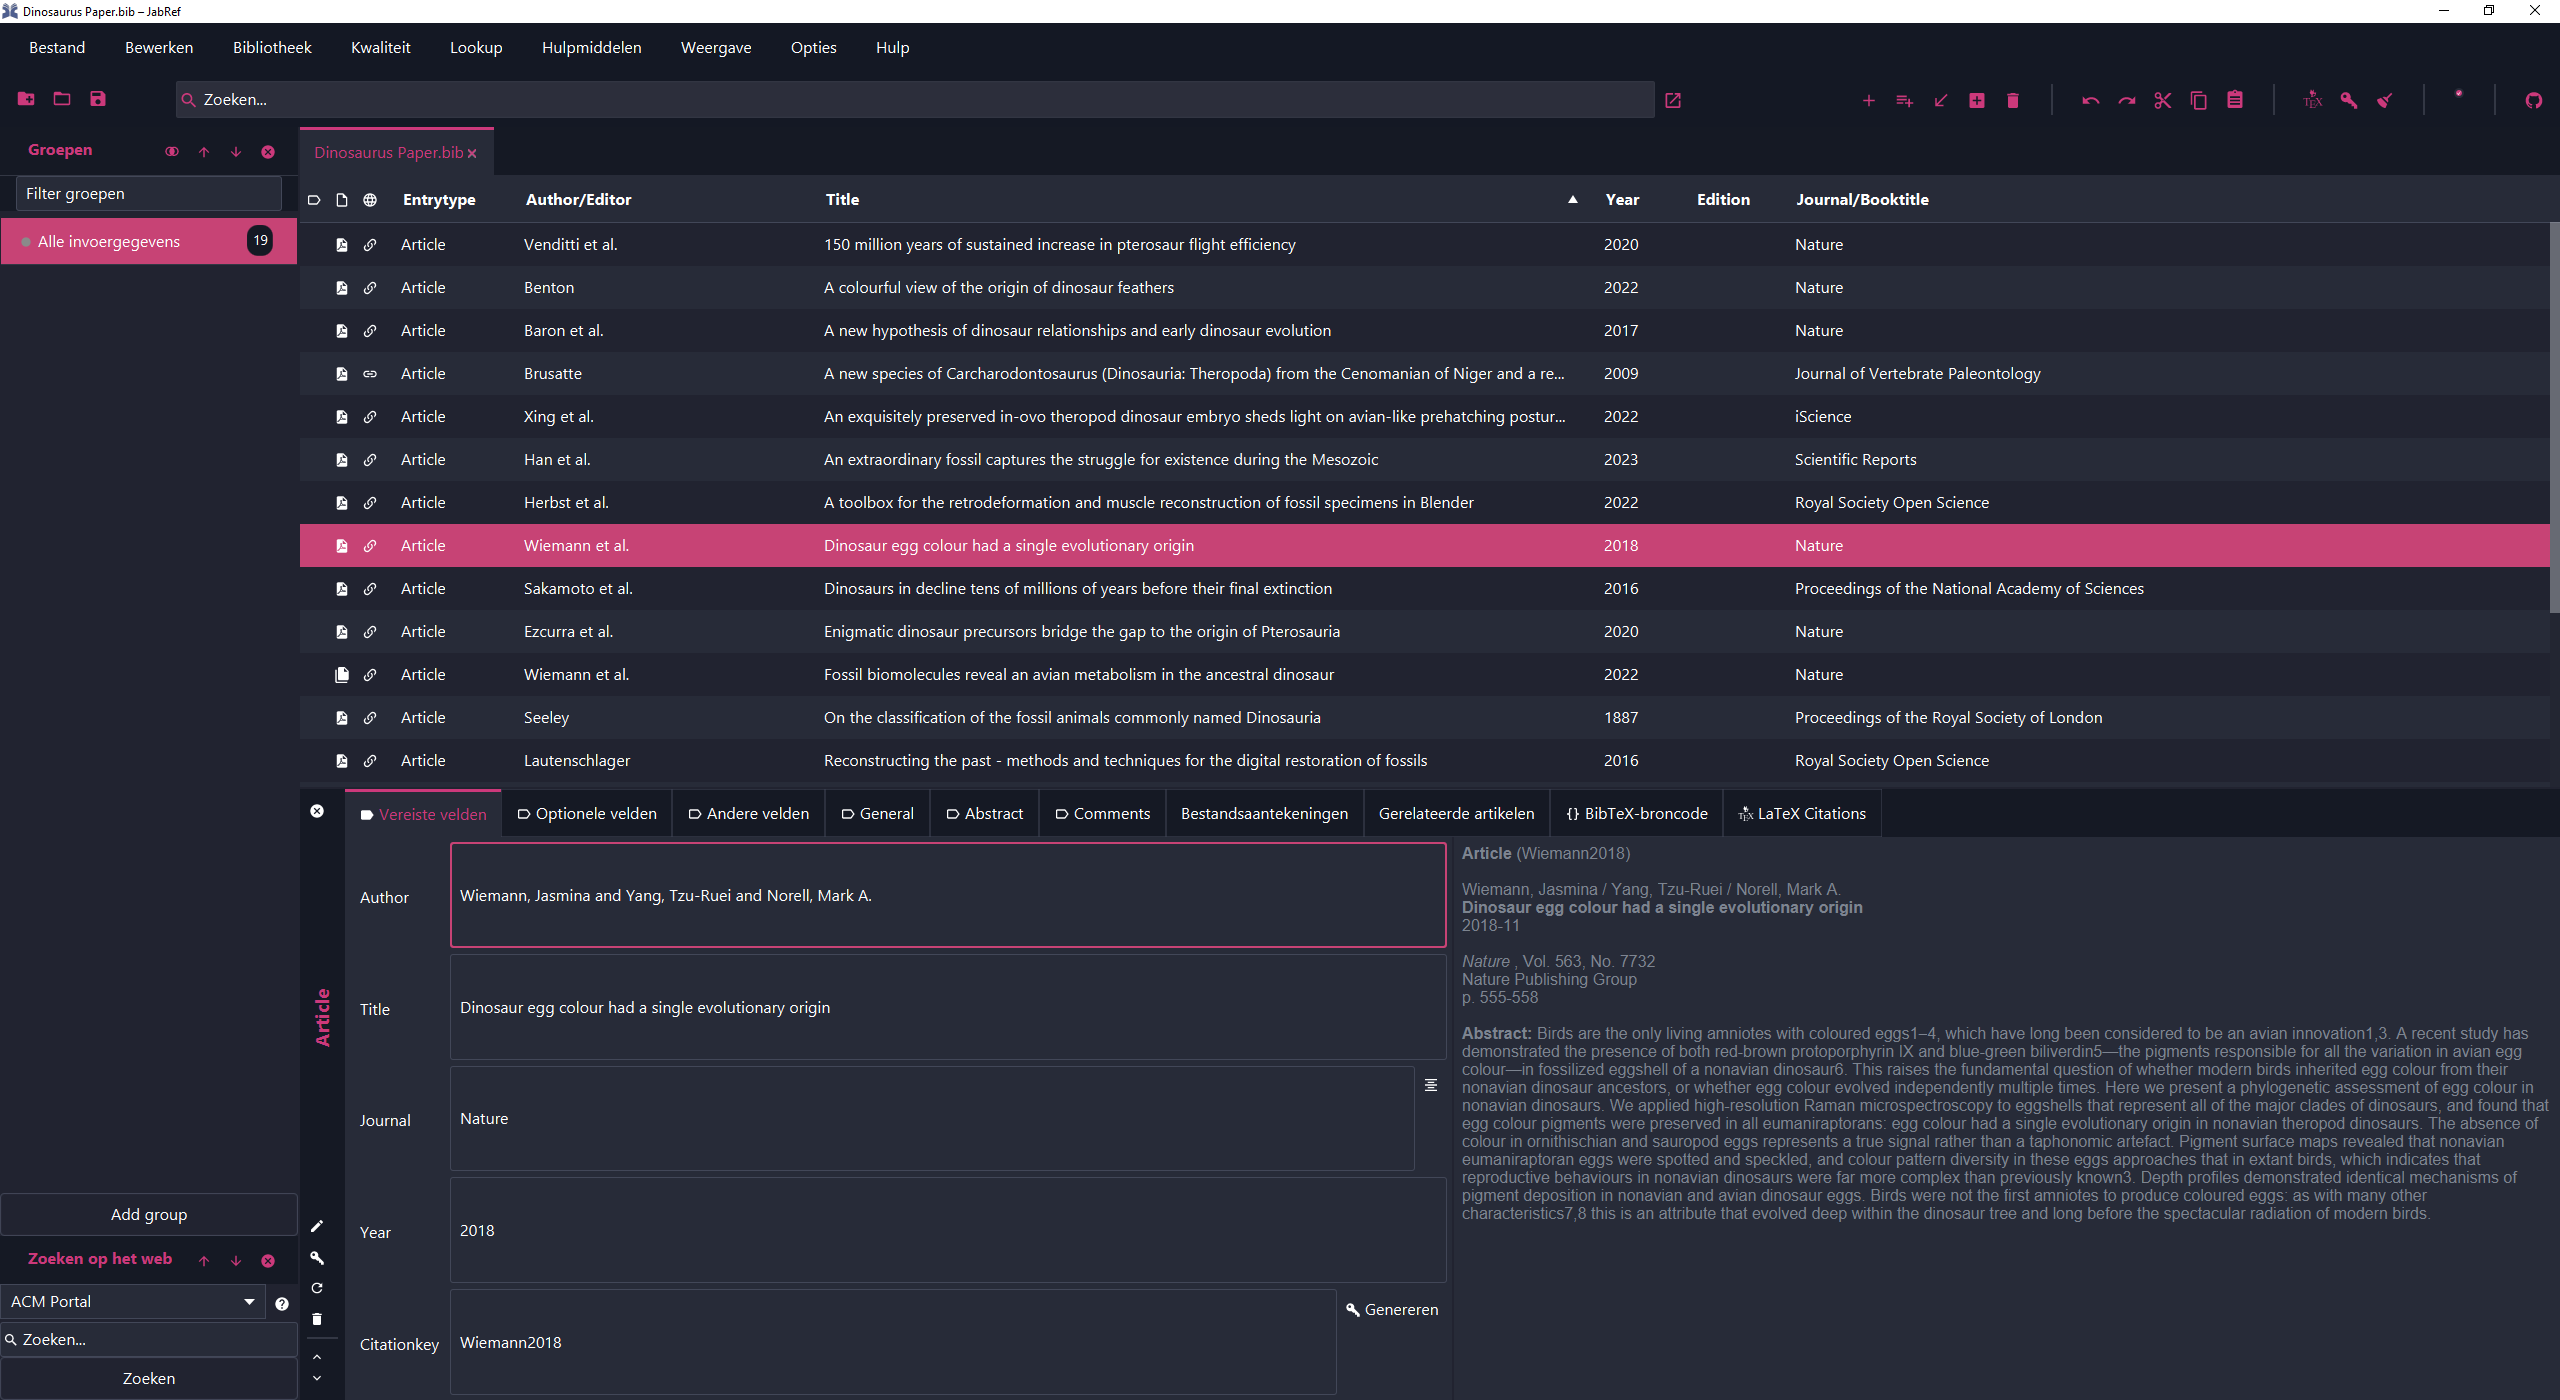 Dinosaurus Paper.bib – JabRef
Bestand Bewerken Bibliotheek Kwaliteit Lookup Hulpmiddelen Weergave Opties Hulp
Zoeken...
TEX
Groepen
Filter groepen
Alle invoergegevens 19
Dinosaurus Paper.bib
Entrytype Author/Editor Title Year Edition Journal/Booktitle
Article Venditti et al. 150 million years of sustained increase in pterosaur flight efficiency 2020 Nature
Article Benton A colourful view of the origin of dinosaur feathers 2022 Nature
Article Baron et al. A new hypothesis of dinosaur relationships and early dinosaur evolution 2017 Nature
Article Brusatte A new species of Carcharodontosaurus (Dinosauria: Theropoda) from the Cenomanian of Niger and a re... 2009 Journal of Vertebrate Paleontology
Article Xing et al. An exquisitely preserved in-ovo theropod dinosaur embryo sheds light on avian-like prehatching postur... 2022 iScience
Article Han et al. An extraordinary fossil captures the struggle for existence during the Mesozoic 2023 Scientific Reports
Article Herbst et al. A toolbox for the retrodeformation and muscle reconstruction of fossil specimens in Blender 2022 Royal Society Open Science
Article Wiemann et al. Dinosaur egg colour had a single evolutionary origin 2018 Nature
Article Sakamoto et al. Dinosaurs in decline tens of millions of years before their final extinction 2016 Proceedings of the National Academy of Sciences
Article Ezcurra et al. Enigmatic dinosaur precursors bridge the gap to the origin of Pterosauria 2020 Nature
Article Wiemann et al. Fossil biomolecules reveal an avian metabolism in the ancestral dinosaur 2022 Nature
Article Seeley On the classification of the fossil animals commonly named Dinosauria 1887 Proceedings of the Royal Society of London
Article Lautenschlager Reconstructing the past - methods and techniques for the digital restoration of fossils 2016 Royal Society Open Science
Vereiste velden Optionele velden Andere velden General Abstract Comments Bestandsaantekeningen Gerelateerde artikelen {} BibTeX-broncode TEX LaTeX Citations
Article
Author Wiemann, Jasmina and Yang, Tzu-Ruei and Norell, Mark A.
Title Dinosaur egg colour had a single evolutionary origin
Journal Nature
Year 2018
Citationkey Wiemann2018 Genereren
Article (Wiemann2018)
Wiemann, Jasmina / Yang, Tzu-Ruei / Norell, Mark A.
Dinosaur egg colour had a single evolutionary origin
2018-11
Nature , Vol. 563, No. 7732
Nature Publishing Group
p. 555-558
Abstract: Birds are the only living amniotes with coloured eggs1–4, which have long been considered to be an avian innovation1,3. A recent study has
demonstrated the presence of both red-brown protoporphyrin IX and blue-green biliverdin5—the pigments responsible for all the variation in avian egg
colour—in fossilized eggshell of a nonavian dinosaur6. This raises the fundamental question of whether modern birds inherited egg colour from their
nonavian dinosaur ancestors, or whether egg colour evolved independently multiple times. Here we present a phylogenetic assessment of egg colour in
nonavian dinosaurs. We applied high-resolution Raman microspectroscopy to eggshells that represent all of the major clades of dinosaurs, and found that
egg colour pigments were preserved in all eumaniraptorans: egg colour had a single evolutionary origin in nonavian theropod dinosaurs. The absence of
colour in ornithischian and sauropod eggs represents a true signal rather than a taphonomic artefact. Pigment surface maps revealed that nonavian
eumaniraptoran eggs were spotted and speckled, and colour pattern diversity in these eggs approaches that in extant birds, which indicates that
reproductive behaviours in nonavian dinosaurs were far more complex than previously known3. Depth profiles demonstrated identical mechanisms of
pigment deposition in nonavian and avian dinosaur eggs. Birds were not the first amniotes to produce coloured eggs: as with many other
characteristics7,8 this is an attribute that evolved deep within the dinosaur tree and long before the spectacular radiation of modern birds.
Add group
Zoeken op het web
ACM Portal
Zoeken...
Zoeken